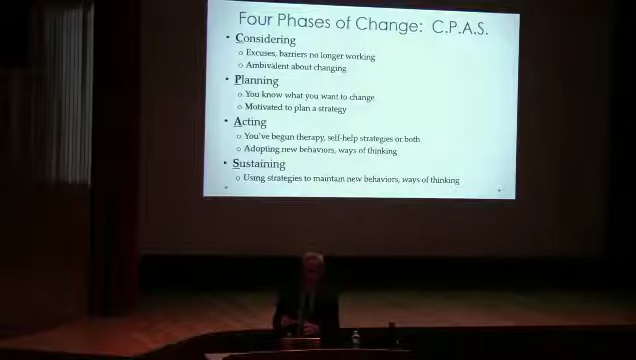 Four Phases of Change: C.P.A.S.
• Considering
o Excuses, barriers no longer working
o Ambivalent about changing
• Planning
o You know what you want to change
o Motivated to plan a strategy
• Acting
o You've begun therapy, self-help strategies or both
o Adopting new behaviors, ways of thinking
• Sustaining
o Using strategies to maintain new behaviors, ways of thinking